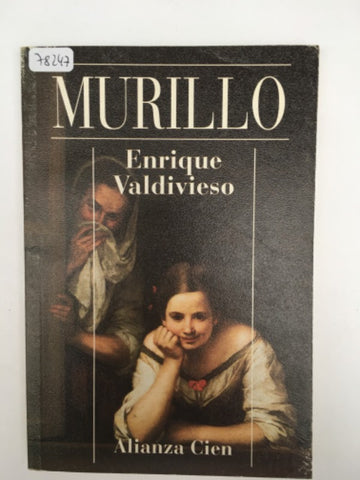 78247
MURILLO
Enrique
Valdivieso
Alianza Cien